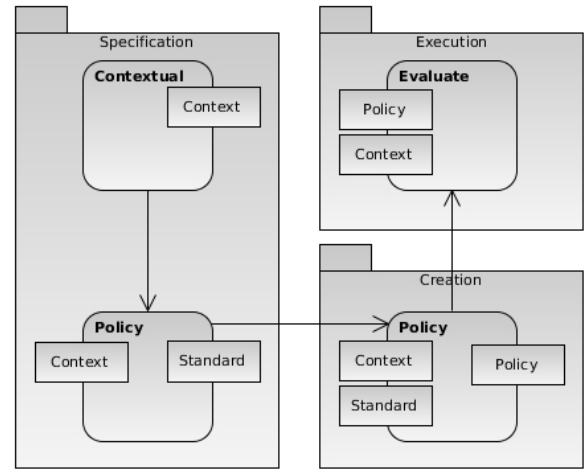 Specification
Contextual
Context
Policy
Context
Standard
Execution
Evaluate
Policy
Context
Creation
Policy
Context
Policy
Standard